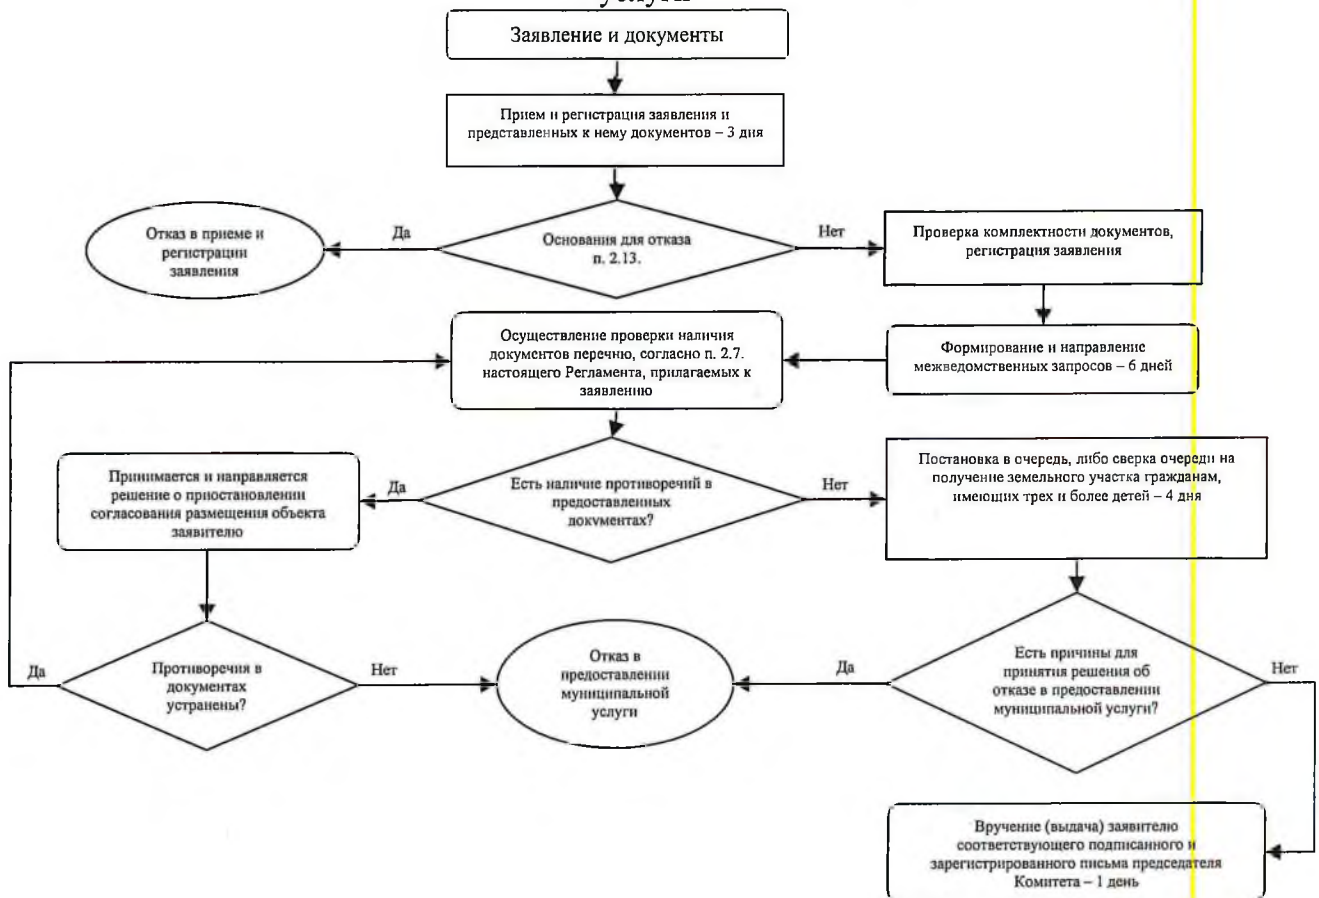 услуги
Заявление и документы
Прием и регистрация заявления и
представленных к нему документов – 3 дня
Отказ в приеме и
регистрации
заявления
Да
Основания для отказа
п. 2.13.
Нет
Проверка комплектности документов,
регистрация заявления
Осуществление проверки наличия
документов перечню, согласно п. 2.7.
настоящего Регламента, прилагаемых к
заявлению
Формирование и направление
межведомственных запросов – 6 дней
Принимается и направляется
решение о приостановлении
согласования размещения объекта
заявителю
Да
Есть наличие противоречий в
предоставленных
документах?
Нет
Постановка в очередь, либо сверка очереди на
получение земельного участка гражданам,
имеющих трех и более детей – 4 дня
Да
Противоречия в
документах
устранены?
Нет
Отказ в
предоставлении
муниципальной
услуги
Да
Есть причины для
принятия решения об
отказе в предоставлении
муниципальной услуги?
Нет
Вручение (выдача) заявителю
соответствующего подписанного и
зарегистрированного письма председателя
Комитета – 1 день